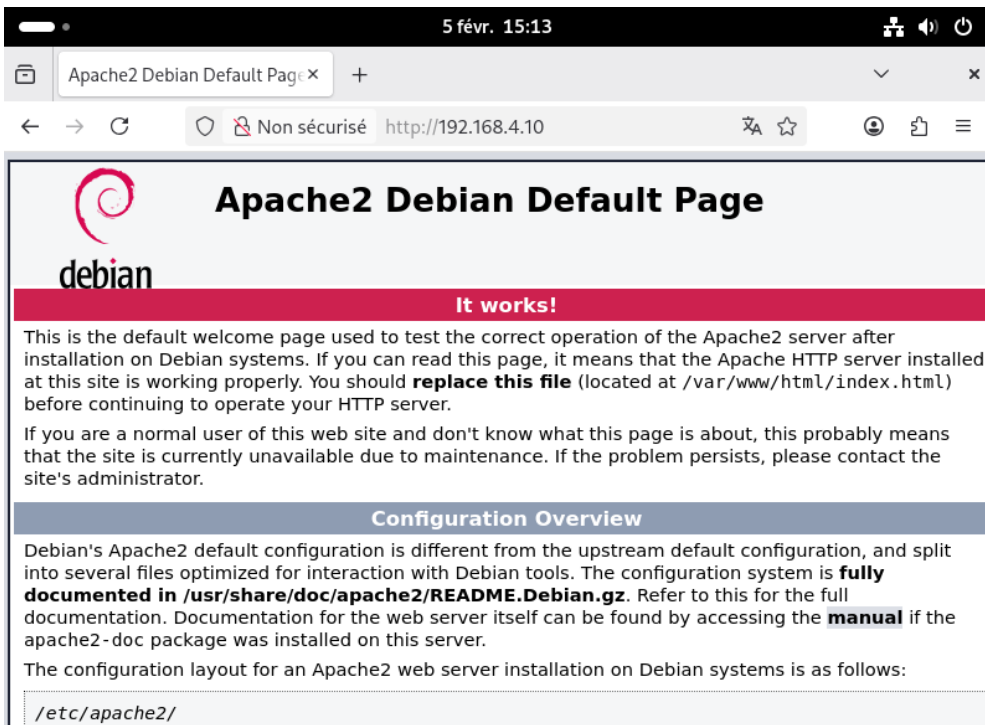 5 févr. 15:13
Apache2 Debian Default Page
Non sécurisé http://192.168.4.10
debian
Apache2 Debian Default Page
It works!
This is the default welcome page used to test the correct operation of the Apache2 server after
installation on Debian systems. If you can read this page, it means that the Apache HTTP server installed
at this site is working properly. You should replace this file (located at /var/www/html/index.html)
before continuing to operate your HTTP server.
If you are a normal user of this web site and don't know what this page is about, this probably means
that the site is currently unavailable due to maintenance. If the problem persists, please contact the
site's administrator.
Configuration Overview
Debian's Apache2 default configuration is different from the upstream default configuration, and split
into several files optimized for interaction with Debian tools. The configuration system is fully
documented in /usr/share/doc/apache2/README.Debian.gz. Refer to this for the full
documentation. Documentation for the web server itself can be found by accessing the manual if the
apache2-doc package was installed on this server.
The configuration layout for an Apache2 web server installation on Debian systems is as follows:
/etc/apache2/